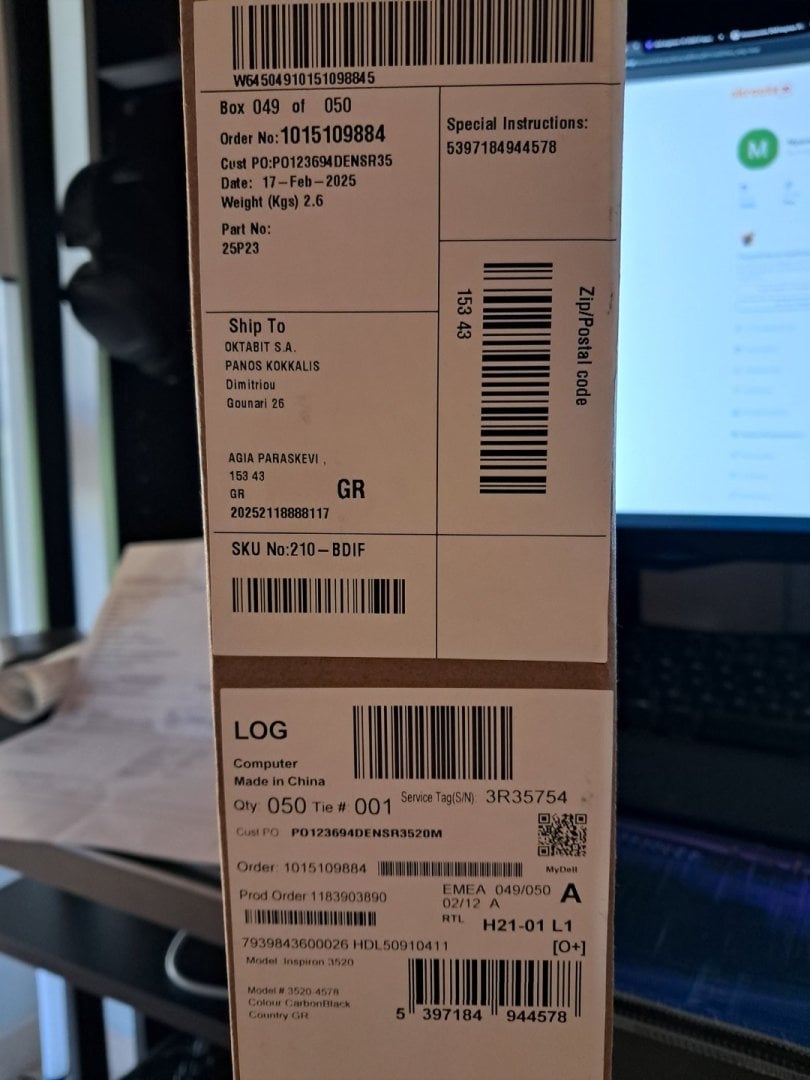 W64504910151098845
Box 049 of 050
Order No:1015109884
Cust PO:PO123694DENSR35
Date: 17-Feb-2025
Weight (Kgs) 2.6
Part No:
25P23
Special Instructions:
5397184944578
Ship To
OKTABIT S.A.
PANOS KOKKALIS
Dimitriou
Gounari 26
AGIA PARASKEVI ,
153 43
GR
GR
20252118888117
153 43
Zip/Postal code
SKU No:210-BDIF
LOG
Computer
Made in China
Qty: 050 Tie #: 001 Service Tag(S/N): 3R35754
Cust PO: PO123694DENSR3520M
MyDell
Order: 1015109884
Prod Order 1183903890
EMEA 049/050 A
02/12 A
RTL H21-01 L1
7939843600026 HDL50910411 [O+]
Model Inspiron 3520
Model # 3520-4578
Colour CarbonBlack
Country GR
5 397184 944578
M